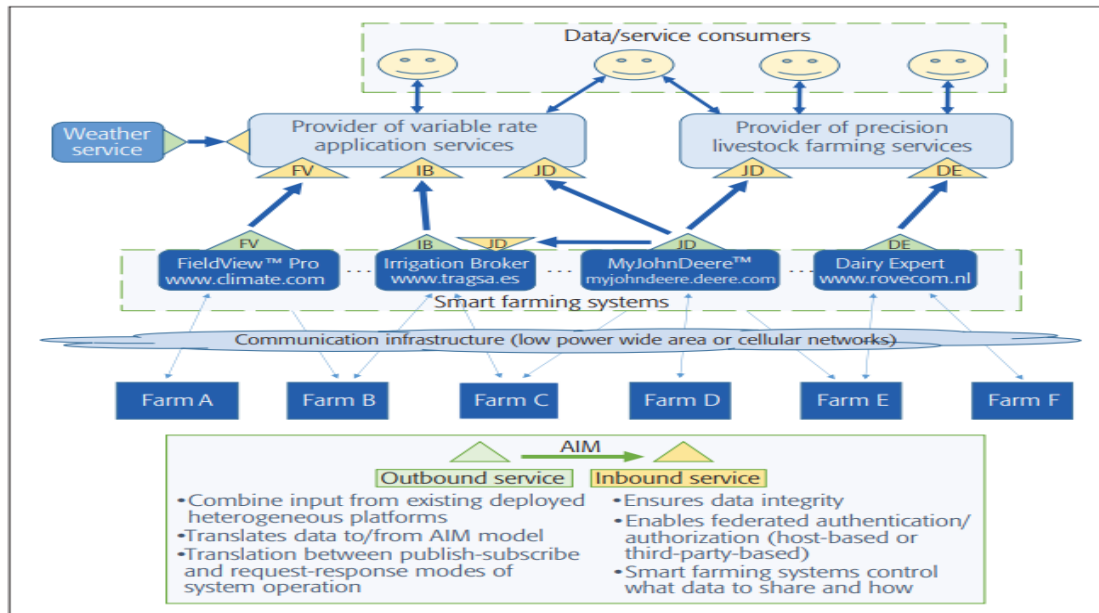 Data/service consumers
Weather
service
Provider of variable rate
application services
Provider of precision
livestock farming services
FV
IB
JD
JD
DE
FV
IB
JD
JD
DE
FieldView™ Pro
www.climate.com
Irrigation Broker
www.tragsa.es
MyJohnDeere™
myjohndeere.deere.com
Dairy Expert
www.rovecom.nl
Smart farming systems
Communication infrastructure (low power wide area or cellular networks)
Farm A
Farm B
Farm C
Farm D
Farm E
Farm F
AIM
Outbound service
Inbound service
•Combine input from existing deployed
heterogeneous platforms
•Translates data to/from AIM model
•Translation between publish-subscribe
and request-response modes of
system operation
•Ensures data integrity
•Enables federated authentication/
authorization (host-based or
third-party-based)
•Smart farming systems control
what data to share and how